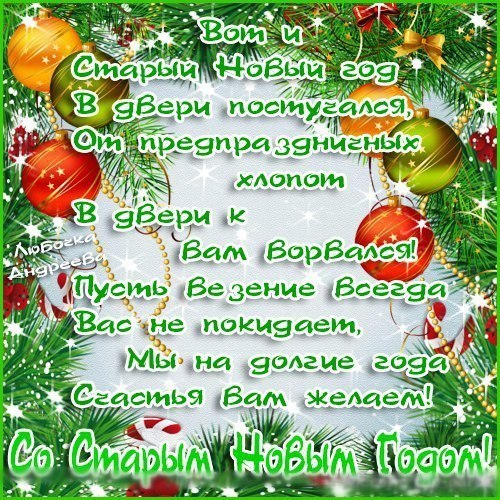 Вот и
Старый Новый год
В двери постучался,
От предпраздничных
хлопот
В двери к
Вам ворвался!
Пусть везение всегда
Вас не покидает,
Мы на долгие года
Счастья Вам желаем!
Любочка
Андреева
Со Старым Новым Годом!